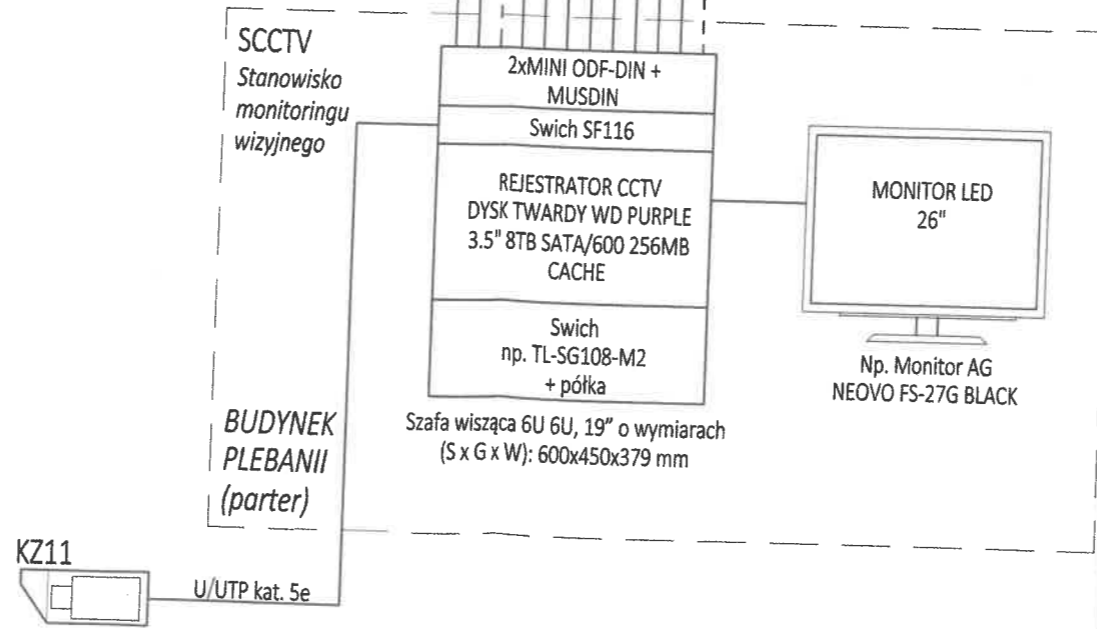 SCCTV
Stanowisko
monitoringu
wizyjnego
2xMINI ODF-DIN +
MUSDIN
Swich SF116
REJESTRATOR CCTV
DYSK TWARDY WD PURPLE
3.5" 8TB SATA/600 256MB
CACHE
Swich
np. TL-SG108-M2
+ półka
MONITOR LED
26"
Np. Monitor AG
NEOVO FS-27G BLACK
Szafa wisząca 6U 6U, 19" o wymiarach
(S x G x W): 600x450x379 mm
BUDYNEK
PLEBANII
(parter)
KZ11
U/UTP kat. 5e